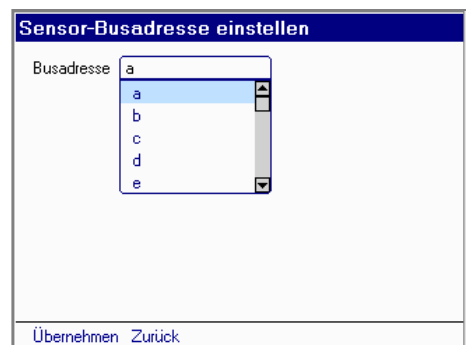 Sensor-Busadresse einstellen
Busadresse a
a
b
c
d
e
Übernehmen Zurück